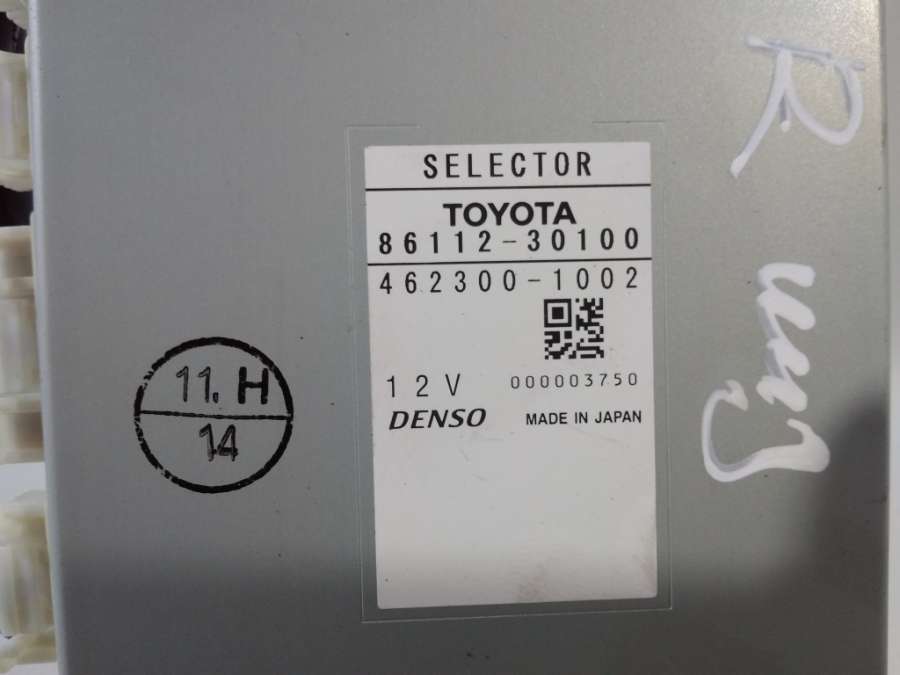 SELECTOR
TOYOTA
86112-30100
462300-1002
12V 000003750
DENSO MADE IN JAPAN
11. H
14